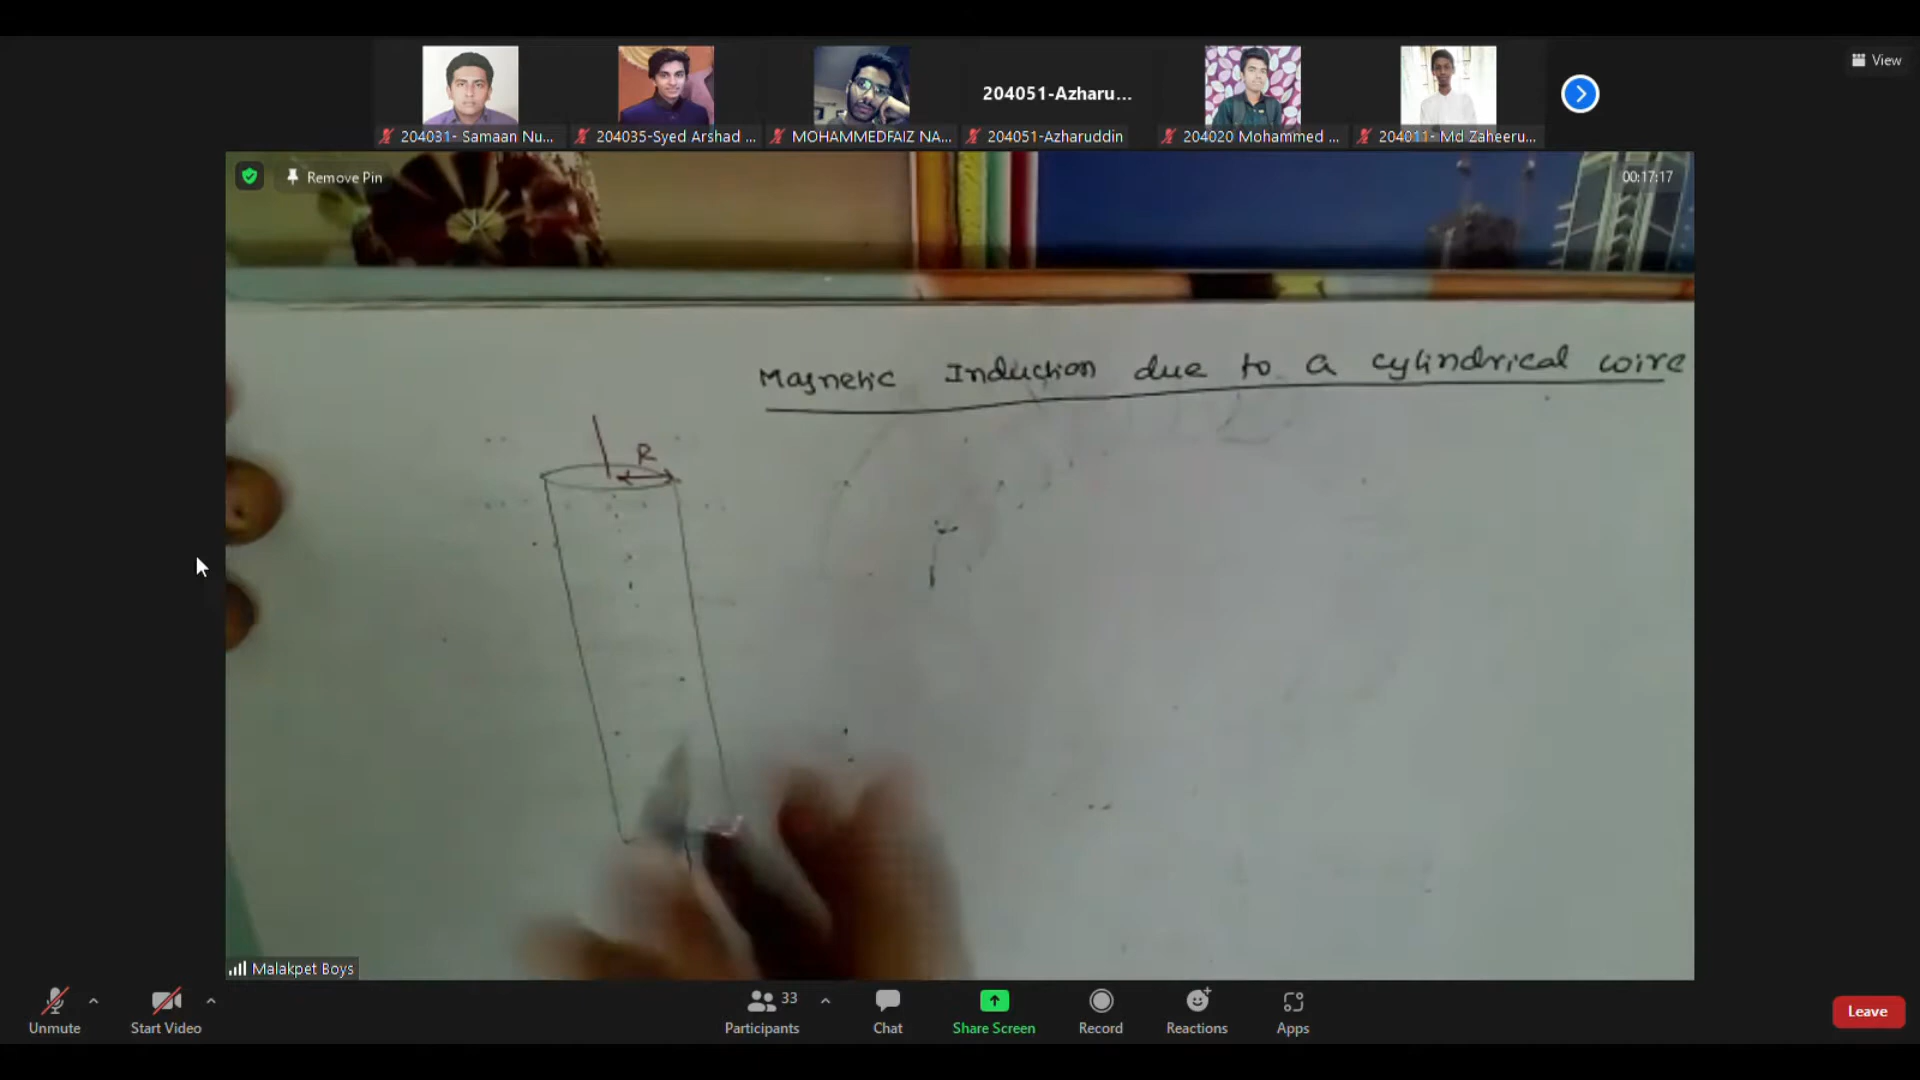 View
204051-Azharu...
204031- Samaan Nu...
204035-Syed Arshad ...
MOHAMMEDFAIZ NA...
204051-Azharuddin
204020 Mohammed ...
204011- Md Zaheeru...
Remove Pin
00:17:17
Magnetic Induction due to a cylindrical wire
R
Malakpet Boys
Unmute
Start Video
33
Participants
Chat
Share Screen
Record
Reactions
Apps
Leave